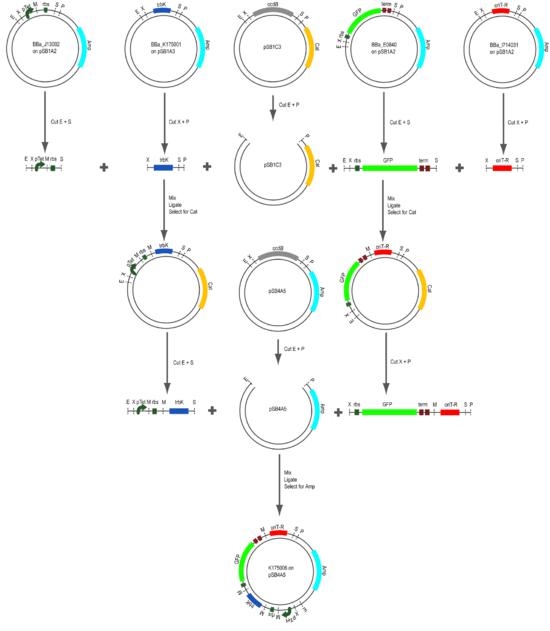 E X pTet M rbs S P
Amp
BBa_J13002
on pSB1A2
E X trbK S P
Amp
BBa_K175001
on pSB1A3
E X ccdB S P
Cat
pSB1C3
E X rbs GFP term S P
Amp
BBa_E0840
on pSB1A2
E X oriT-R S P
Amp
BBa_I714031
on pSB1A2
Cut E + S
Cut X + P
Cut E + P
Cut E + S
Cut X + P
E X pTet M rbs S
+
X trbK S P
+
E P
pSB1C3
Cat
+
E X rbs GFP term S
+
X oriT-R S P
Mix
Ligate
Select for Cat
Mix
Ligate
Select for Cat
E X pTet M rbs M trbK S P
Cat
E X ccdB S P
pSB4A5
Amp
E X GFP M oriT-R S P
Cat
Cut E + S
Cut E + P
Cut X + P
E X pTet M rbs M trbK S
+
E P
pSB4A5
Amp
+
X rbs GFP term M oriT-R S P
Mix
Ligate
Select for Amp
GFP M oriT-R S P
Amp
K175006 on
pSB4A5
M trbK M rbs M pTet X E